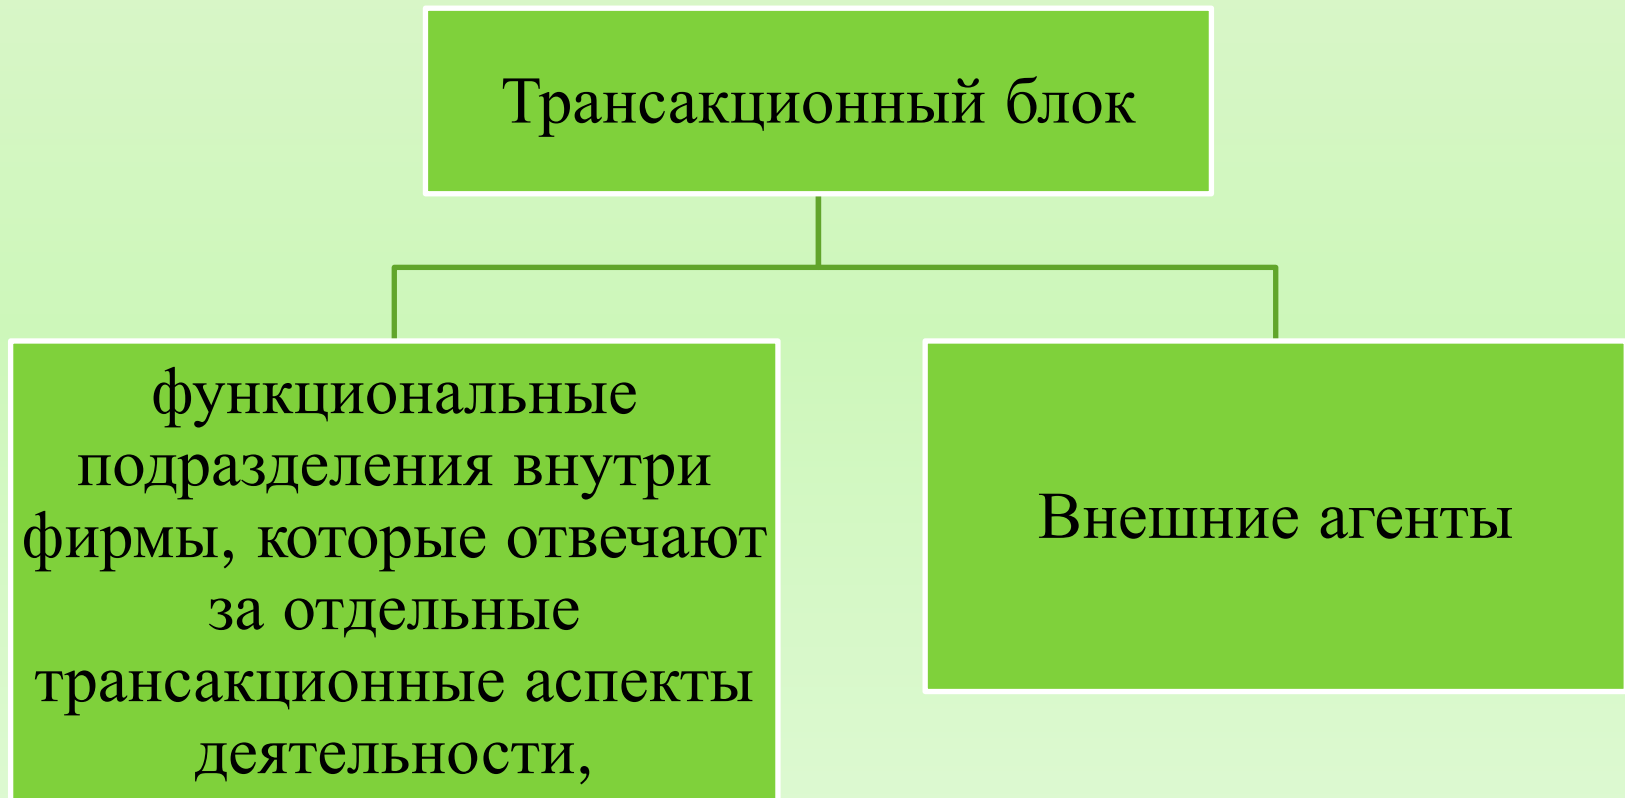 Трансакционный блок
функциональные
подразделения внутри
фирмы, которые отвечают
за отдельные
трансакционные аспекты
деятельности,
Внешние агенты